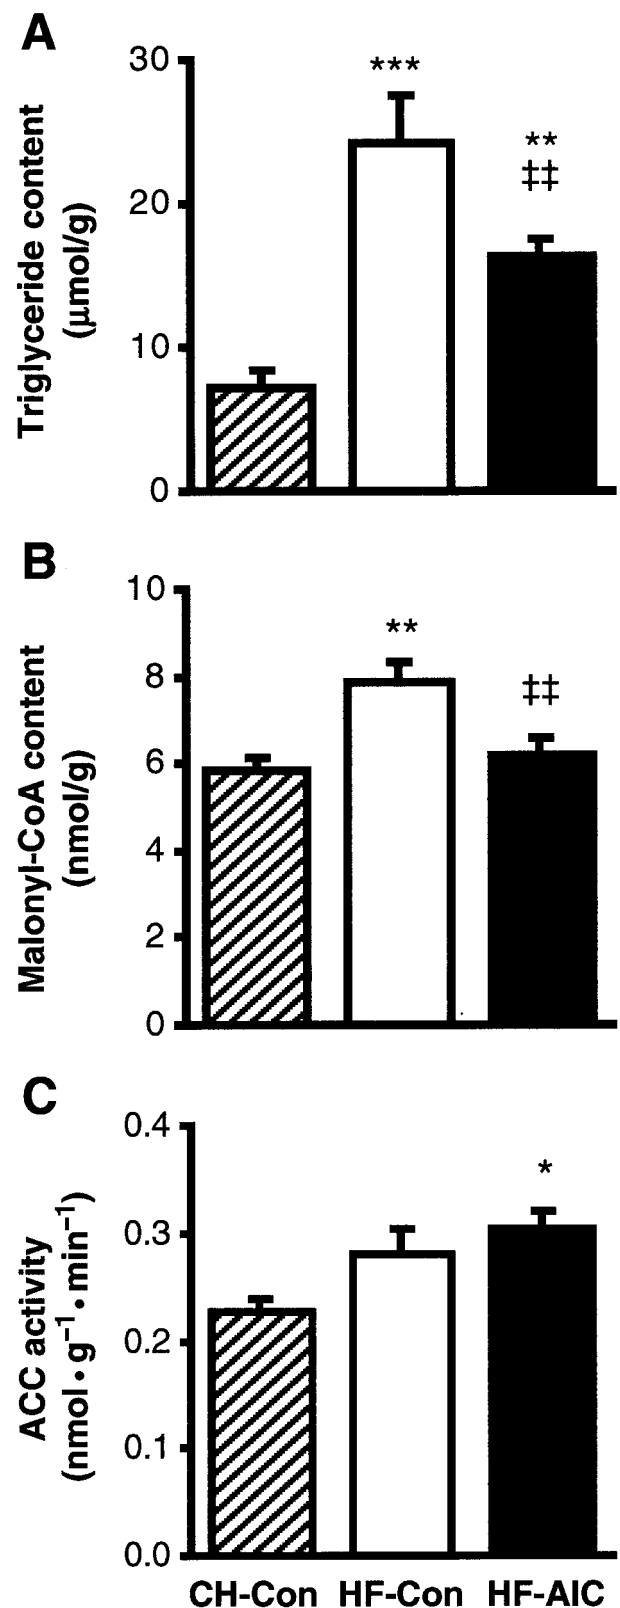 A
Triglyceride content
(μmol/g)
30
20
10
0
***
**
‡‡
B
Malonyl-CoA content
(nmol/g)
10
8
6
4
2
0
**
‡‡
C
ACC activity
(nmol•g⁻¹•min⁻¹)
0.4
0.3
0.2
0.1
0.0
*
CH-Con HF-Con HF-AIC